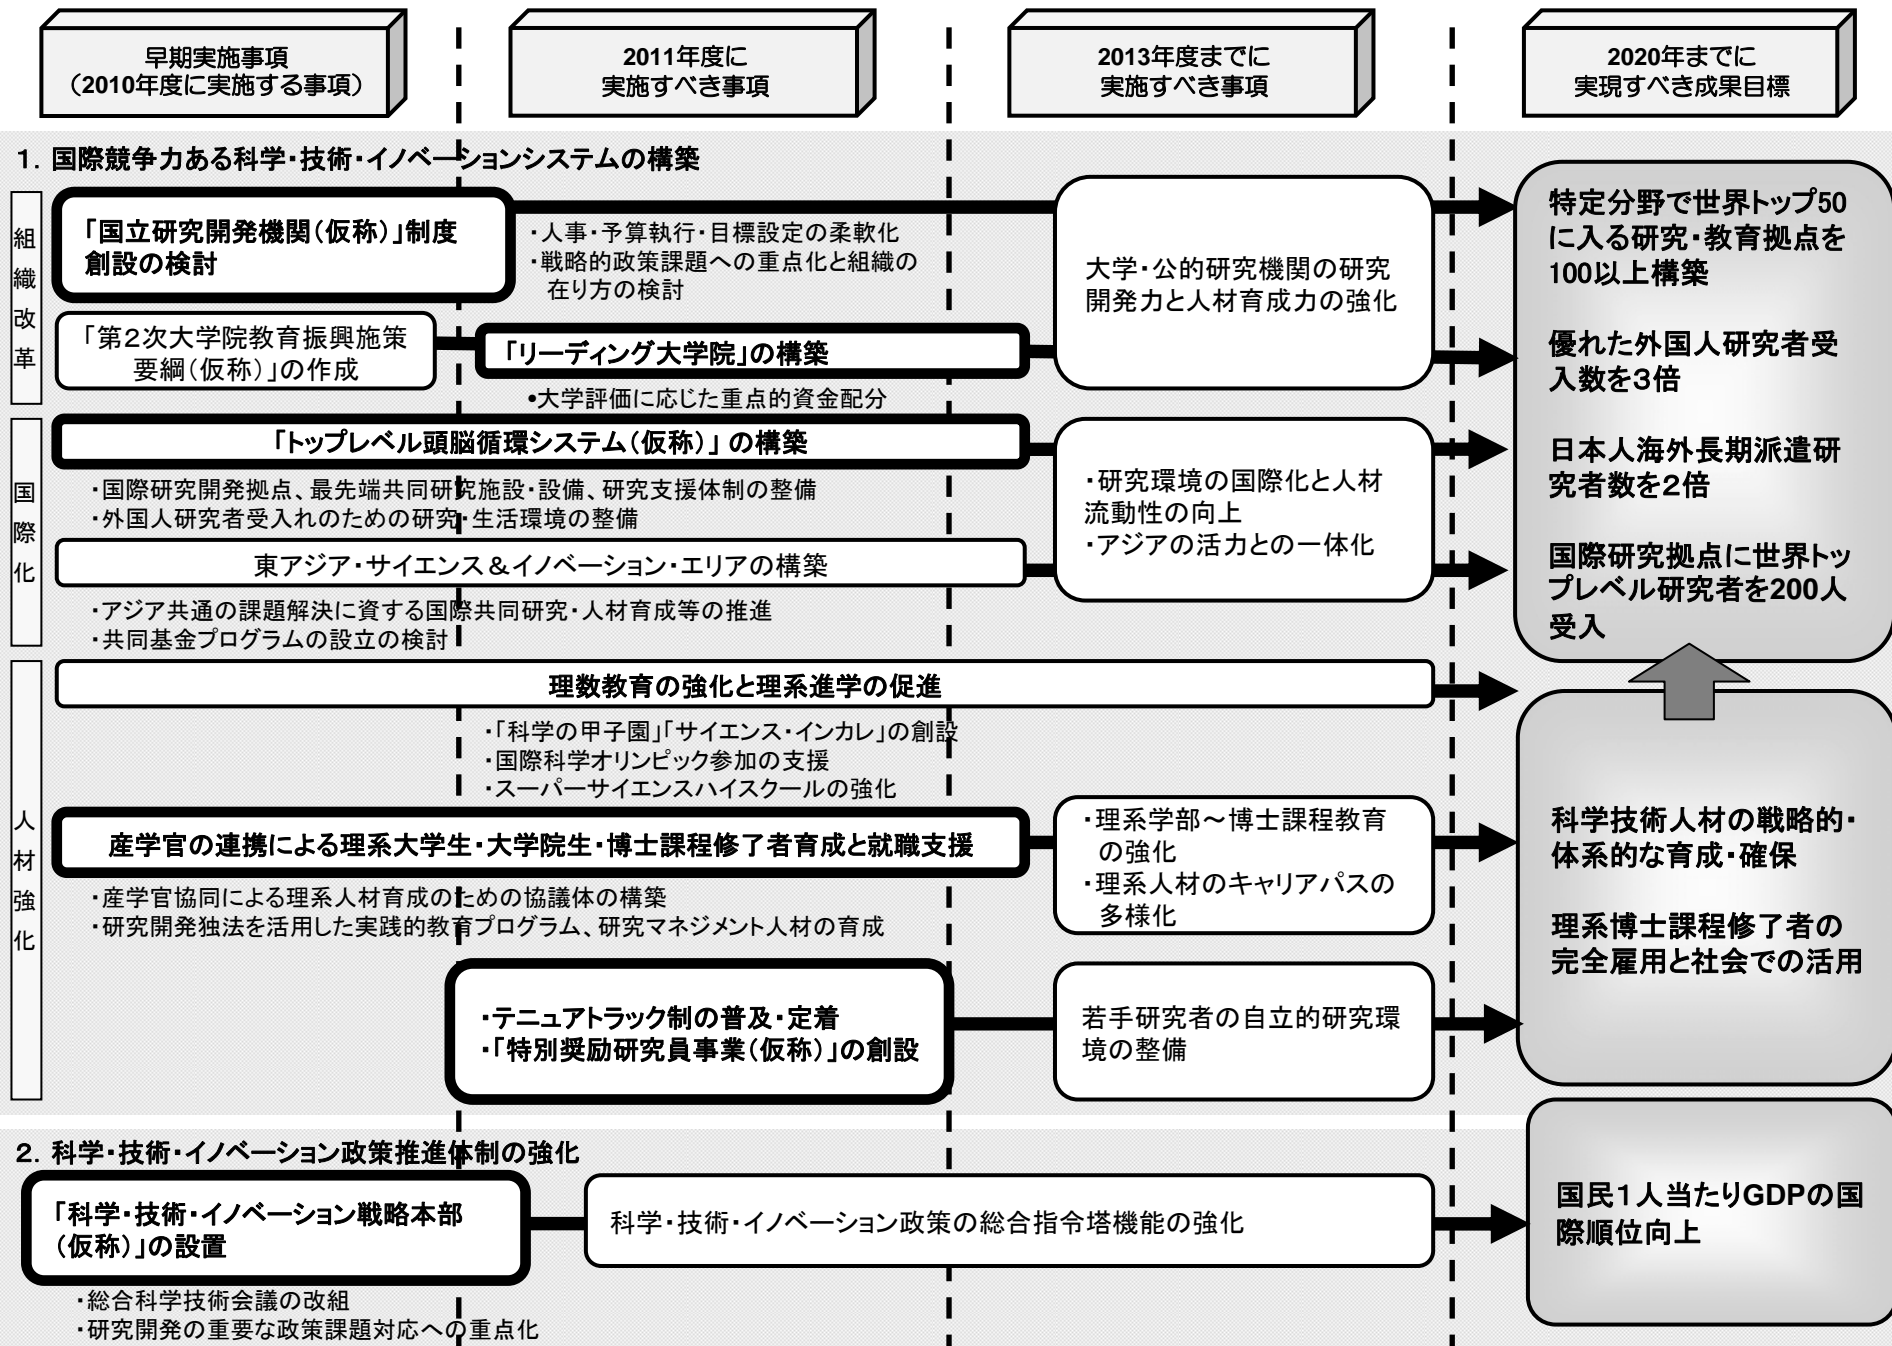 早期実施事項
（2010年度に実施する事項）
2011年度に
実施すべき事項
2013年度までに
実施すべき事項
2020年までに
実現すべき成果目標
１．国際競争力ある科学・技術・イノベーションシステムの構築
組織改革
「国立研究開発機関（仮称）」制度
創設の検討
・人事・予算執行・目標設定の柔軟化
・戦略的政策課題への重点化と組織の
在り方の検討
「第２次大学院教育振興施策
要綱（仮称）」の作成
「リーディング大学院」の構築
•大学評価に応じた重点的資金配分
大学・公的研究機関の研究
開発力と人材育成力の強化
特定分野で世界トップ50
に入る研究・教育拠点を
100以上構築
優れた外国人研究者受
入数を３倍
日本人海外長期派遣研
究者数を２倍
国際研究拠点に世界トッ
プレベル研究者を200人
受入
国際化
「トップレベル頭脳循環システム（仮称）」 の構築
・国際研究開発拠点、最先端共同研究施設・設備、研究支援体制の整備
・外国人研究者受入れのための研究・生活環境の整備
東アジア・サイエンス＆イノベーション・エリアの構築
・アジア共通の課題解決に資する国際共同研究・人材育成等の推進
・共同基金プログラムの設立の検討
・研究環境の国際化と人材
流動性の向上
・アジアの活力との一体化
人材強化
理数教育の強化と理系進学の促進
・「科学の甲子園」「サイエンス・インカレ」の創設
・国際科学オリンピック参加の支援
・スーパーサイエンスハイスクールの強化
産学官の連携による理系大学生・大学院生・博士課程修了者育成と就職支援
・産学官協同による理系人材育成のための協議体の構築
・研究開発独法を活用した実践的教育プログラム、研究マネジメント人材の育成
・理系学部～博士課程教育
の強化
・理系人材のキャリアパスの
多様化
・テニュアトラック制の普及・定着
・「特別奨励研究員事業（仮称）」の創設
若手研究者の自立的研究環
境の整備
科学技術人材の戦略的・
体系的な育成・確保
理系博士課程修了者の
完全雇用と社会での活用
２．科学・技術・イノベーション政策推進体制の強化
「科学・技術・イノベーション戦略本部
（仮称）」の設置
・総合科学技術会議の改組
・研究開発の重要な政策課題対応への重点化
科学・技術・イノベーション政策の総合指令塔機能の強化
国民１人当たりGDPの国
際順位向上